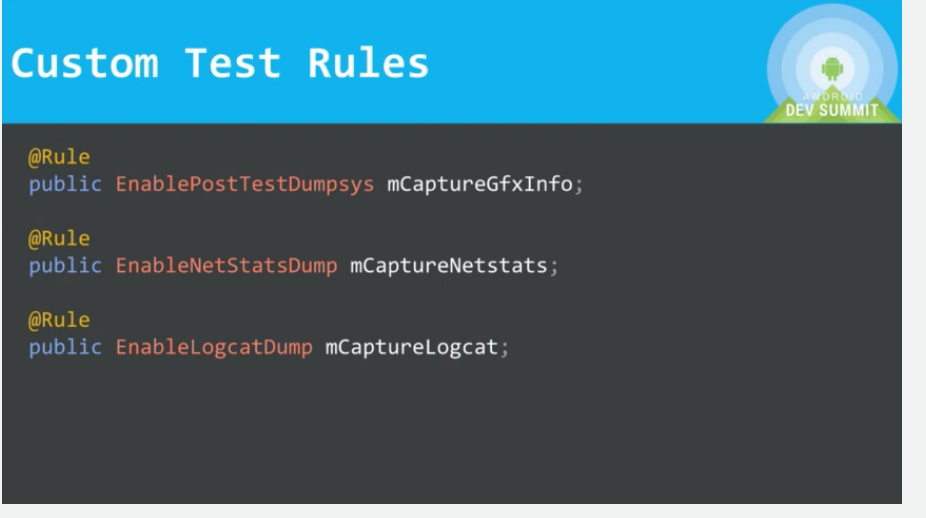 Custom Test Rules
ANDROID
DEV SUMMIT
@Rule
public EnablePostTestDumpsys mCaptureGfxInfo;
@Rule
public EnableNetStatsDump mCaptureNetstats;
@Rule
public EnableLogcatDump mCaptureLogcat;